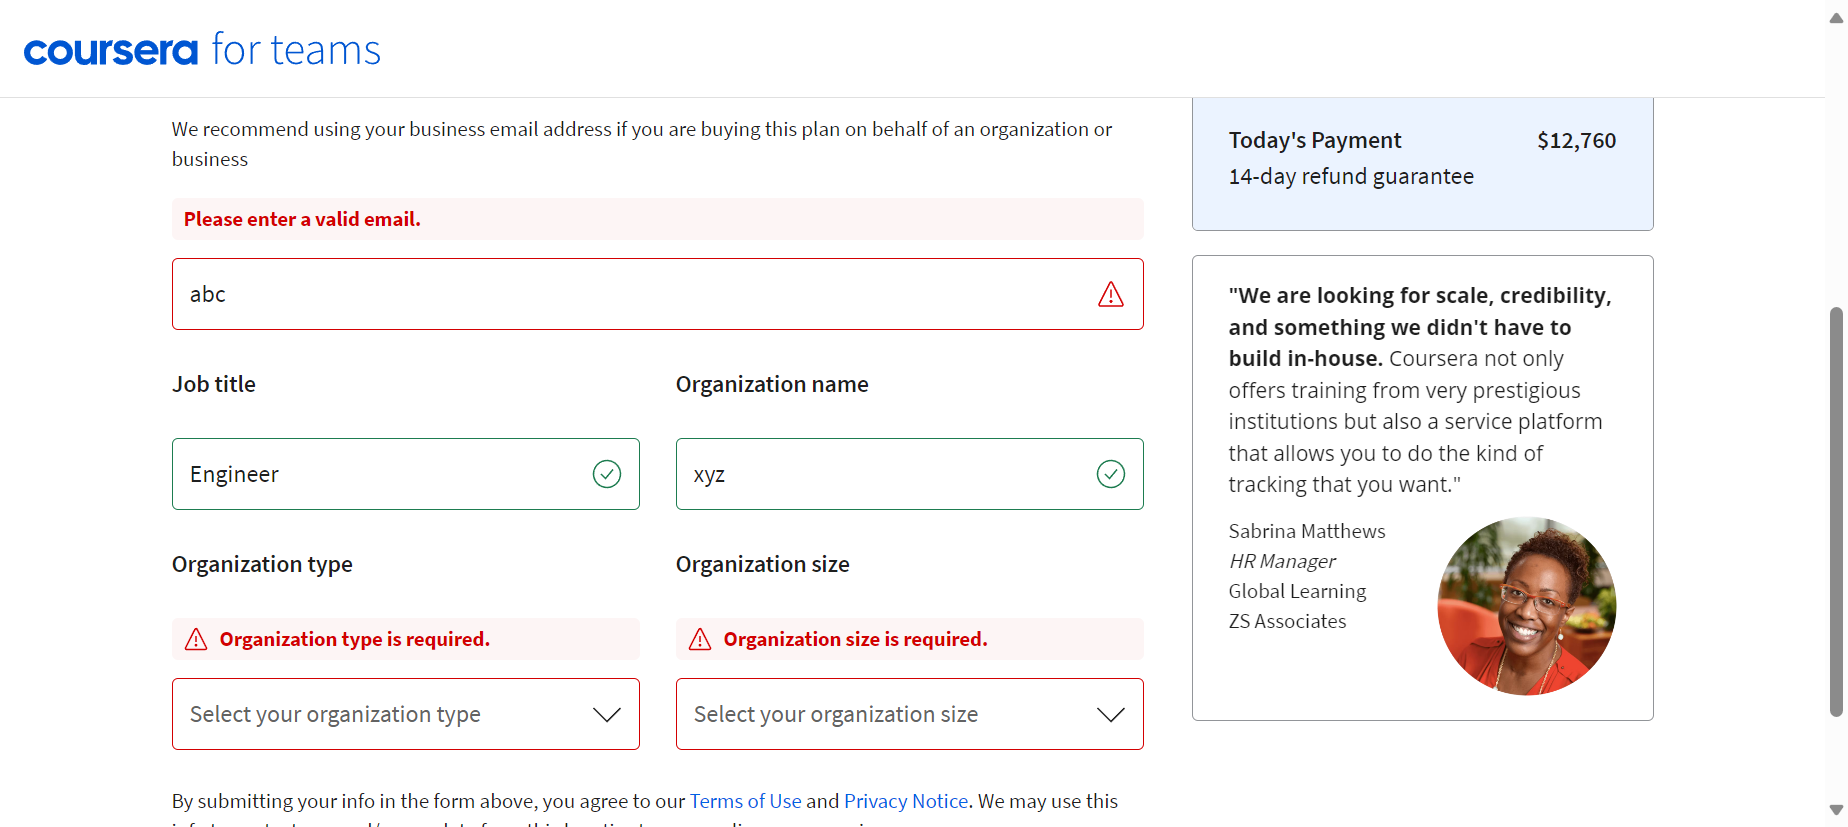 coursera for teams
We recommend using your business email address if you are buying this plan on behalf of an organization or
business
Please enter a valid email.
abc
Job title
Organization name
Engineer
xyz
Organization type
Organization size
Organization type is required.
Organization size is required.
Select your organization type
Select your organization size
By submitting your info in the form above, you agree to our Terms of Use and Privacy Notice. We may use this
Today's Payment $12,760
14-day refund guarantee
"We are looking for scale, credibility,
and something we didn't have to
build in-house. Coursera not only
offers training from very prestigious
institutions but also a service platform
that allows you to do the kind of
tracking that you want."
Sabrina Matthews
HR Manager
Global Learning
ZS Associates